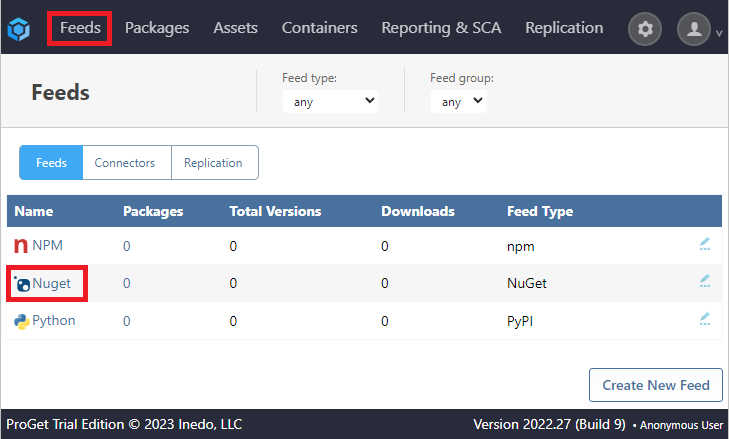 Feeds Packages Assets Containers Reporting & SCA Replication
Feeds
Feed type:
any
Feed group:
any
Feeds Connectors Replication
Name Packages Total Versions Downloads Feed Type
NPM 0 0 0 npm
Nuget 0 0 0 NuGet
Python 0 0 0 PyPI
Create New Feed
ProGet Trial Edition © 2023 Inedo, LLC Version 2022.27 (Build 9) • Anonymous User